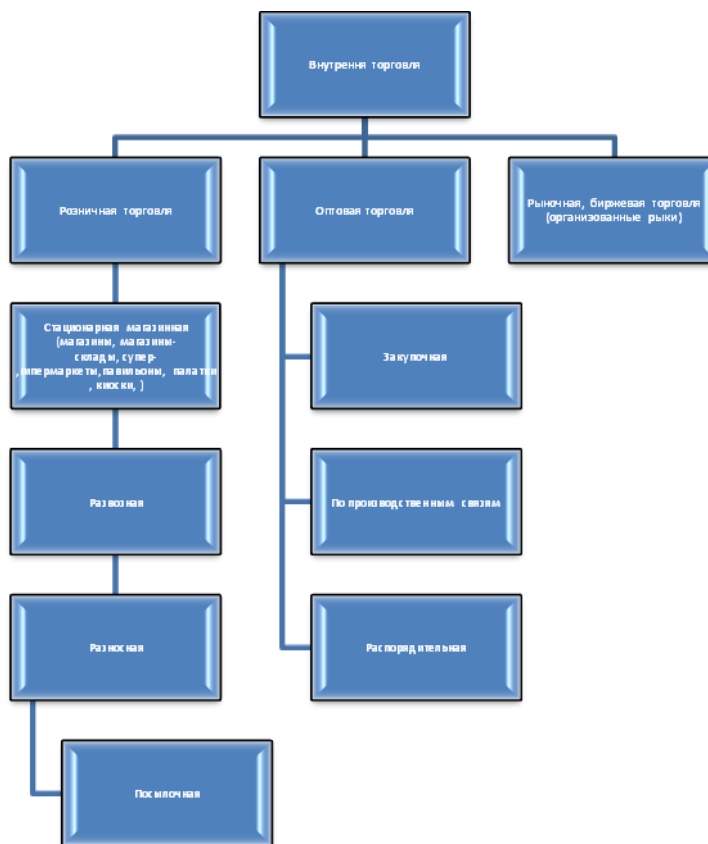 Внутрення торговля
Розничная торговля
Оптовая торговля
Рыночная, биржевая торговля
(организованные рыки)
Стационарная магазинная
(магазины, магазины-
склады, супер-
,гипермаркеты,павильоны, палатки
, киоски, )
Закупочная
Развозная
По производственным связям
Разносная
Распорядительная
Посылочная